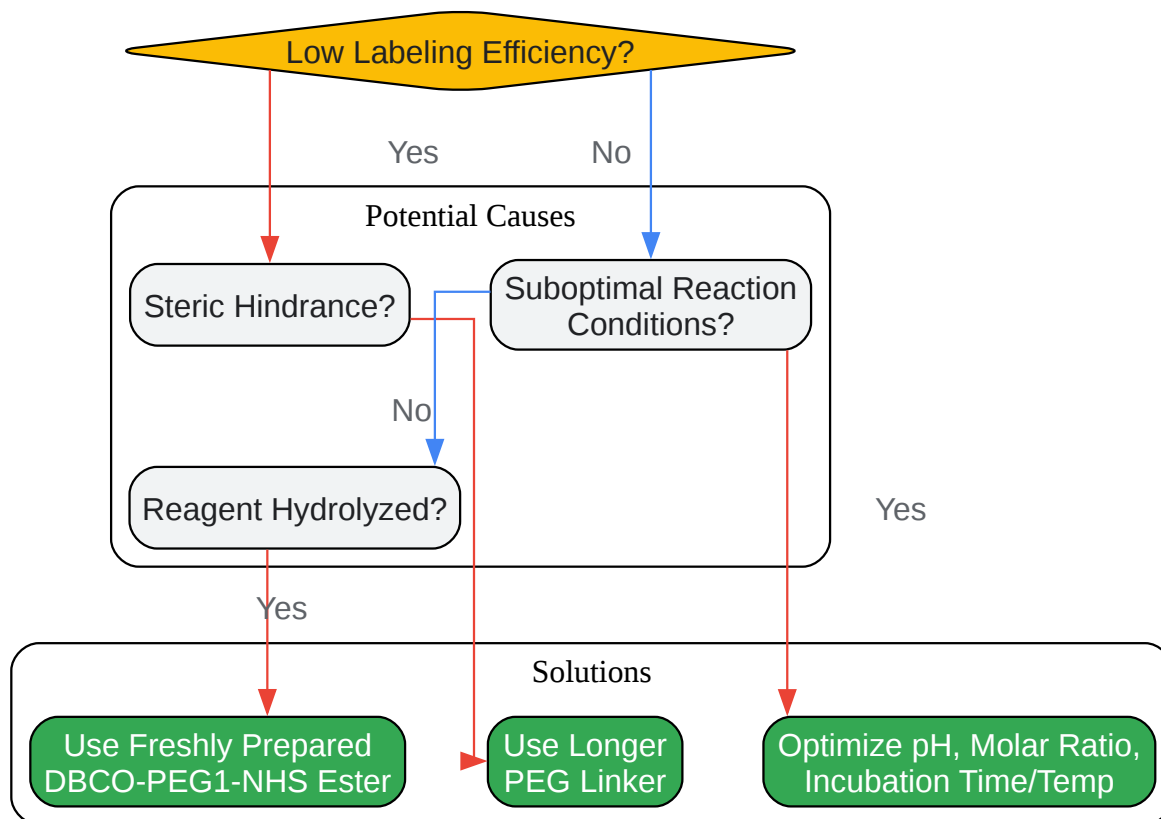 Low Labeling Efficiency?
Yes
No
Potential Causes
Steric Hindrance?
Suboptimal Reaction
Conditions?
No
Reagent Hydrolyzed?
Yes
Yes
Solutions
Use Freshly Prepared
DBCO-PEG1-NHS Ester
Use Longer
PEG Linker
Optimize pH, Molar Ratio,
Incubation Time/Temp